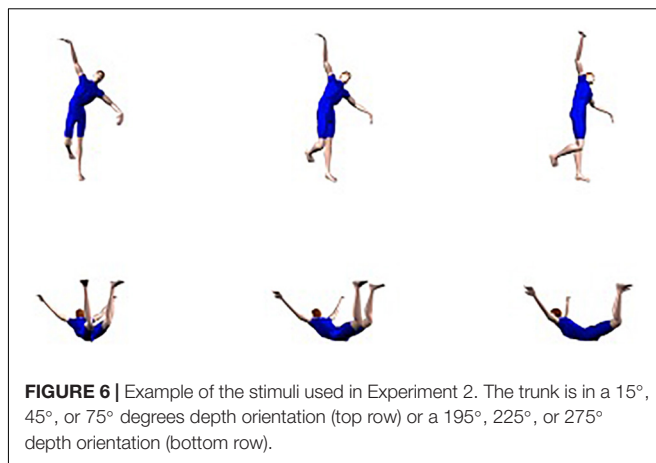 FIGURE 6 | Example of the stimuli used in Experiment 2. The trunk is in a 15°,
45°, or 75° degrees depth orientation (top row) or a 195°, 225°, or 275°
depth orientation (bottom row).